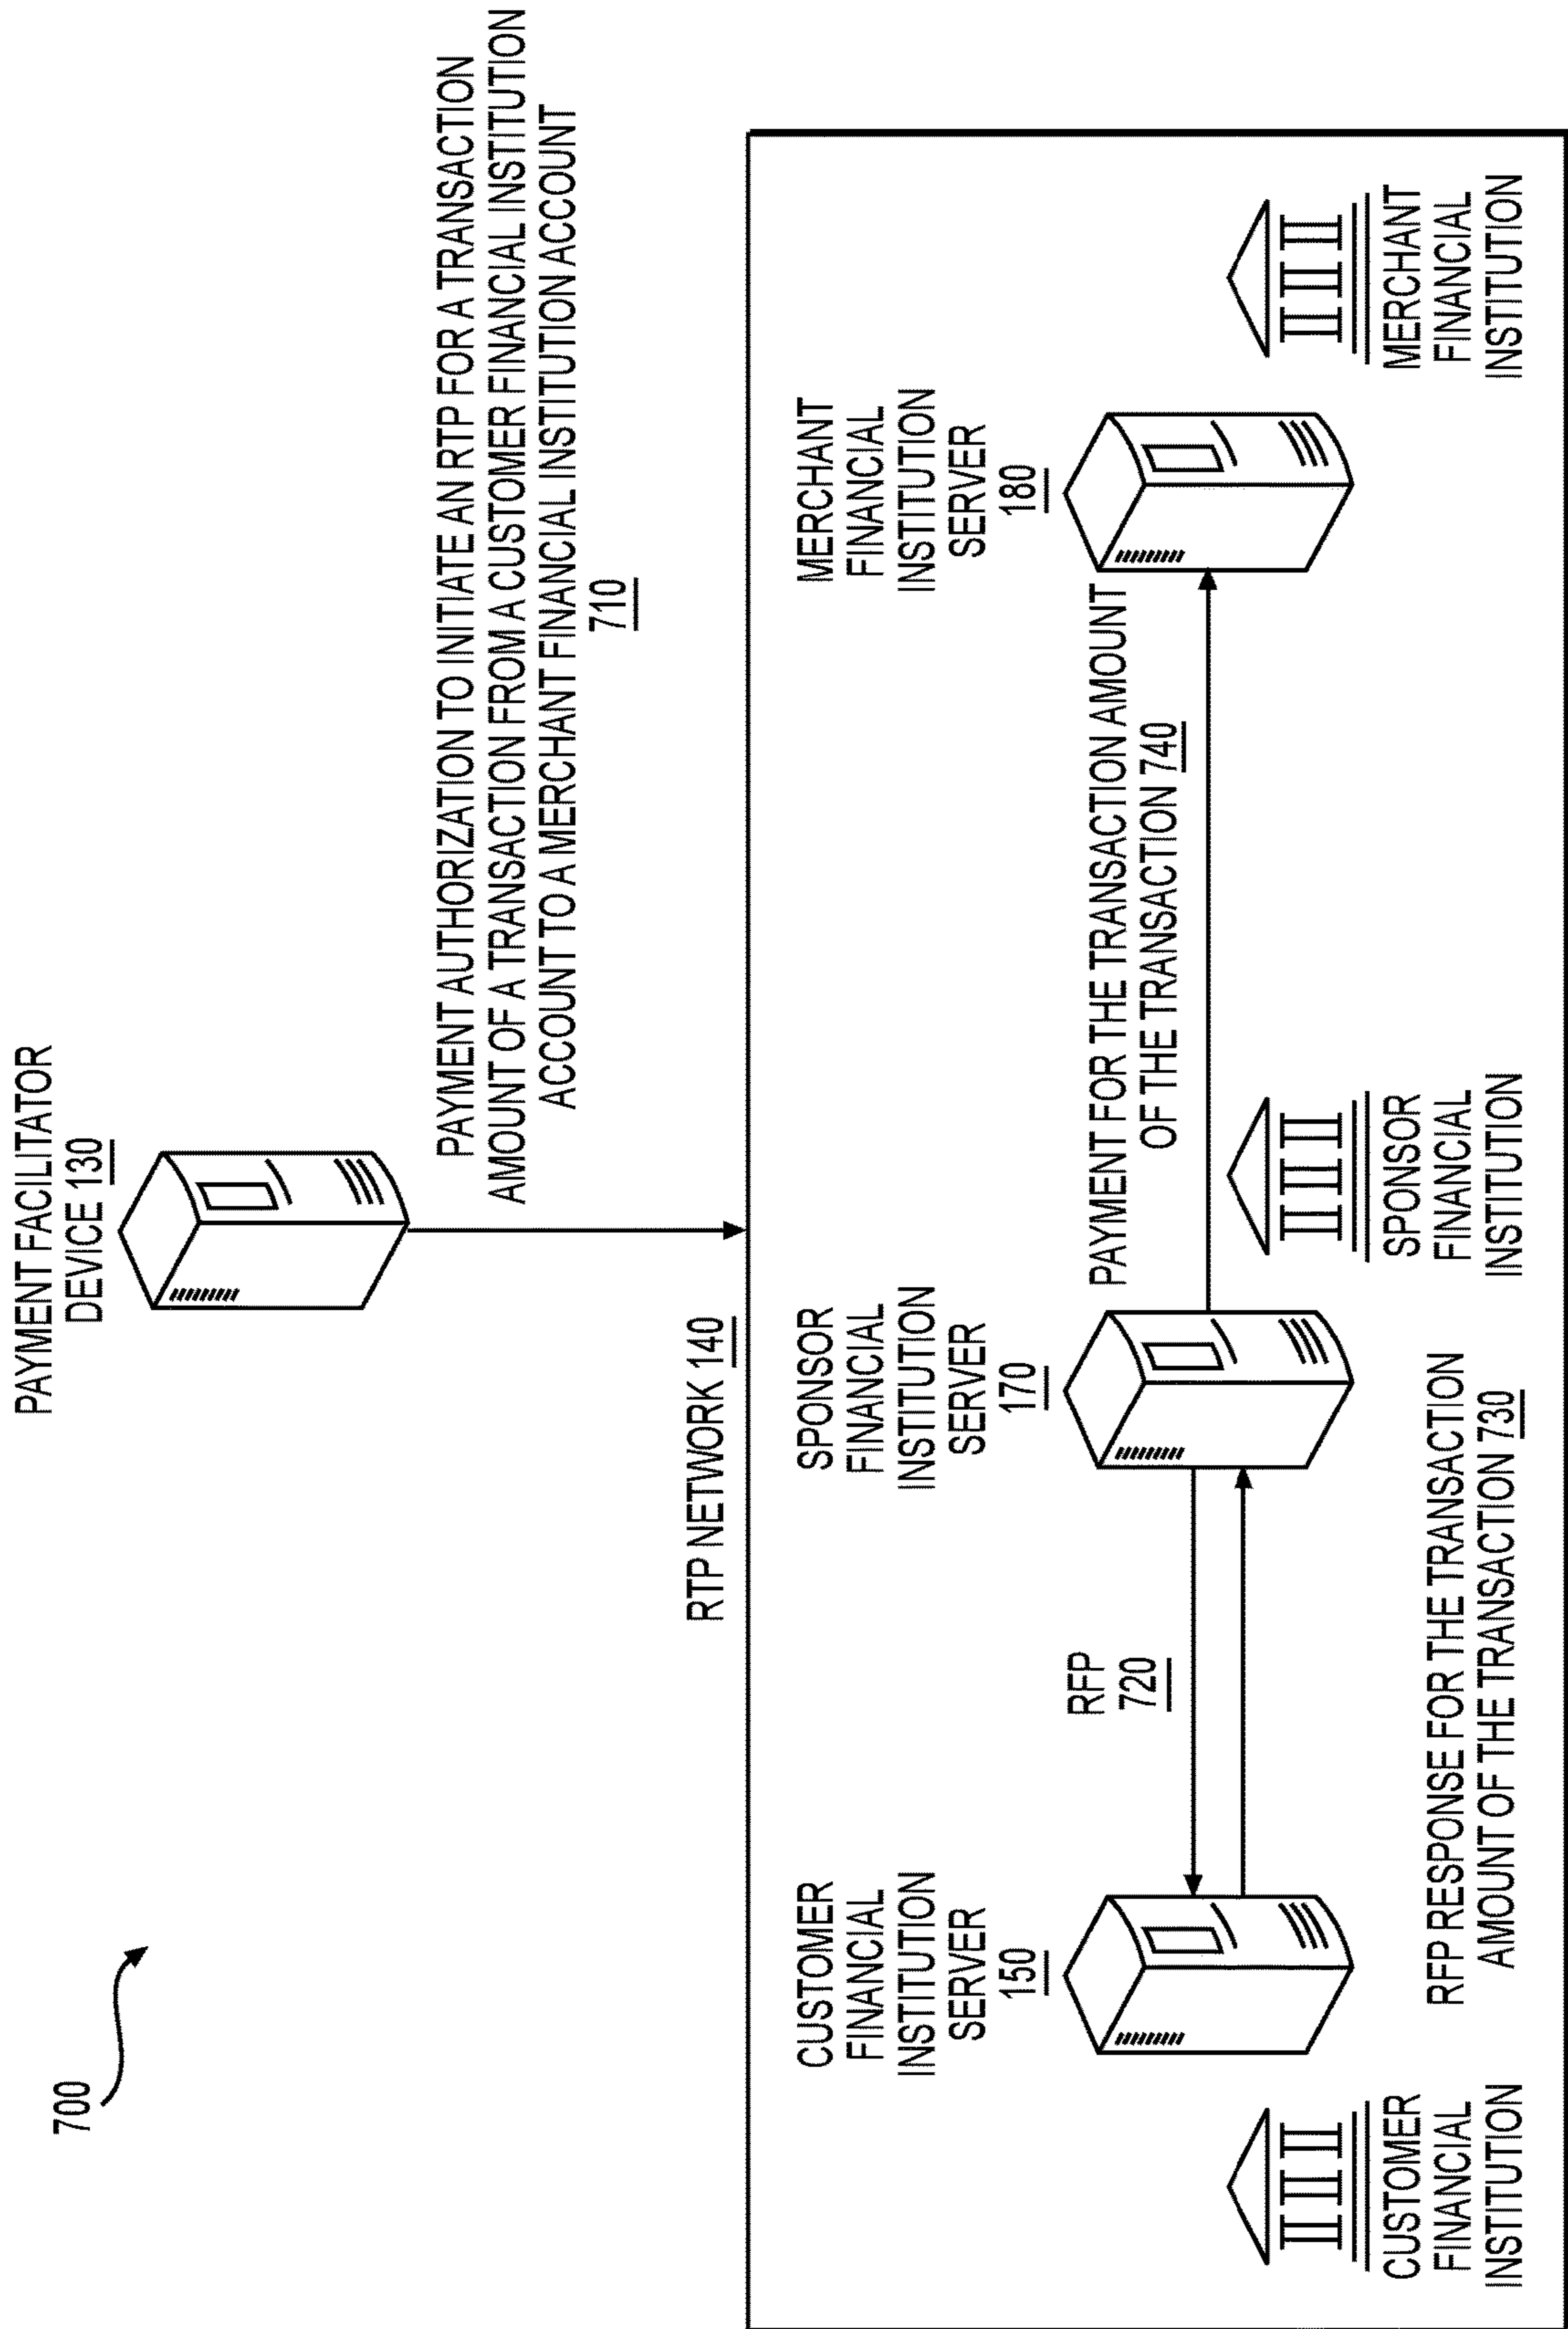 700
PAYMENT FACILITATOR
DEVICE 130
PAYMENT AUTHORIZATION TO INITIATE AN RTP FOR A TRANSACTION
AMOUNT OF A TRANSACTION FROM A CUSTOMER FINANCIAL INSTITUTION
ACCOUNT TO A MERCHANT FINANCIAL INSTITUTION ACCOUNT
710
RTP NETWORK 140
CUSTOMER
FINANCIAL
INSTITUTION
SERVER
150
SPONSOR
FINANCIAL
INSTITUTION
SERVER
170
MERCHANT
FINANCIAL
INSTITUTION
SERVER
180
RFP
720
PAYMENT FOR THE TRANSACTION AMOUNT
OF THE TRANSACTION 740
RFP RESPONSE FOR THE TRANSACTION
AMOUNT OF THE TRANSACTION 730
CUSTOMER
FINANCIAL
INSTITUTION
SPONSOR
FINANCIAL
INSTITUTION
MERCHANT
FINANCIAL
INSTITUTION